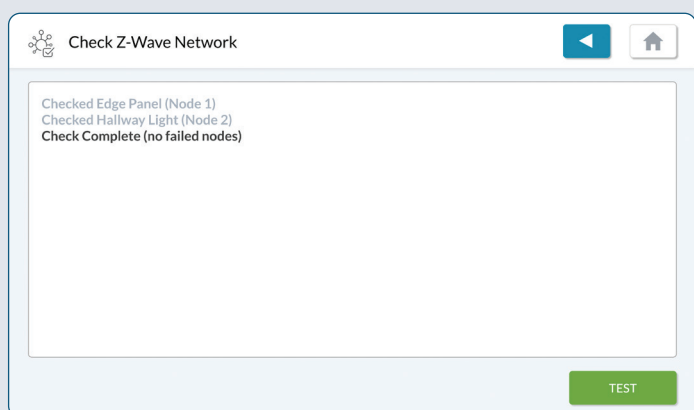 Check Z-Wave Network
Checked Edge Panel (Node 1)
Checked Hallway Light (Node 2)
Check Complete (no failed nodes)
TEST